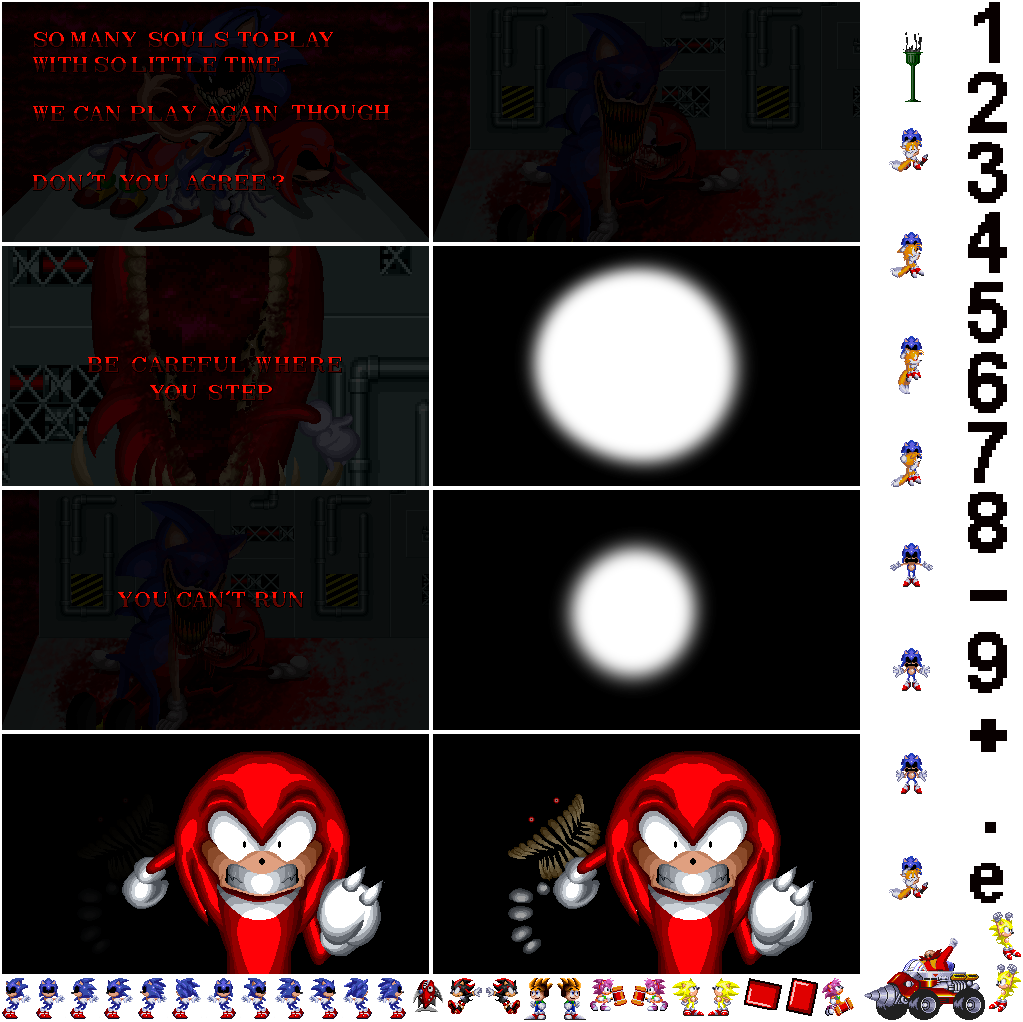 SO MANY SOULS TO PLAY
WITH SO LITTLE TIME.
WE CAN PLAY AGAIN THOUGH
DON'T YOU AGREE?
BE CAREFUL WHERE
YOU STEP
YOU CAN'T RUN
1
2
3
4
5
6
7
8
-
9
+
.
e